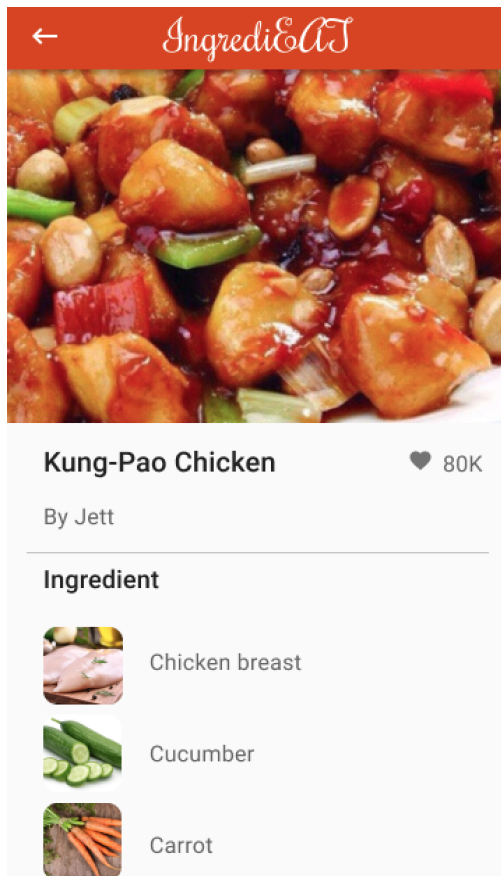 IngrediEAT
Kung-Pao Chicken
80K
By Jett
Ingredient
Chicken breast
Cucumber
Carrot